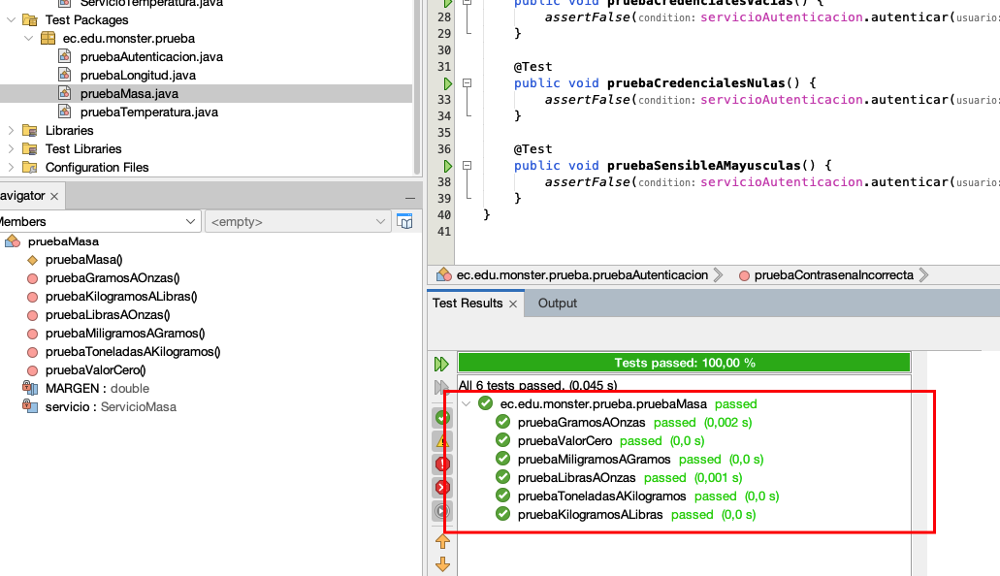 ServicioTemperatura.java
Test Packages
ec.edu.monster.prueba
pruebaAutenticacion.java
pruebaLongitud.java
pruebaMasa.java
pruebaTemperatura.java
Libraries
Test Libraries
Configuration Files
avigator
Members
<empty>
pruebaMasa
pruebaMasa()
pruebaGramosAOnzas()
pruebaKilogramosALibras()
pruebaLibrasAOnzas()
pruebaMiligramosAGramos()
pruebaToneladasAKilogramos()
pruebaValorCero()
MARGEN : double
servicio : ServicioMasa
public void pruebaCredencialesVacias() {
28 assertFalse(condition: servicioAutenticacion.autenticar(usuario:
29 }
30
31 @Test
public void pruebaCredencialesNulas() {
33 assertFalse(condition: servicioAutenticacion.autenticar(usuario:
34 }
35
36 @Test
public void pruebaSensibleAMayusculas() {
38 assertFalse(condition: servicioAutenticacion.autenticar(usuario:
39 }
40 }
41
ec.edu.monster.prueba.pruebaAutenticacion pruebaContrasenaIncorrecta
Test Results Output
Tests passed: 100,00 %
All 6 tests passed. (0,045 s)
ec.edu.monster.prueba.pruebaMasa passed
pruebaGramosAOnzas passed (0,002 s)
pruebaValorCero passed (0,0 s)
pruebaMiligramosAGramos passed (0,0 s)
pruebaLibrasAOnzas passed (0,001 s)
pruebaToneladasAKilogramos passed (0,0 s)
pruebaKilogramosALibras passed (0,0 s)